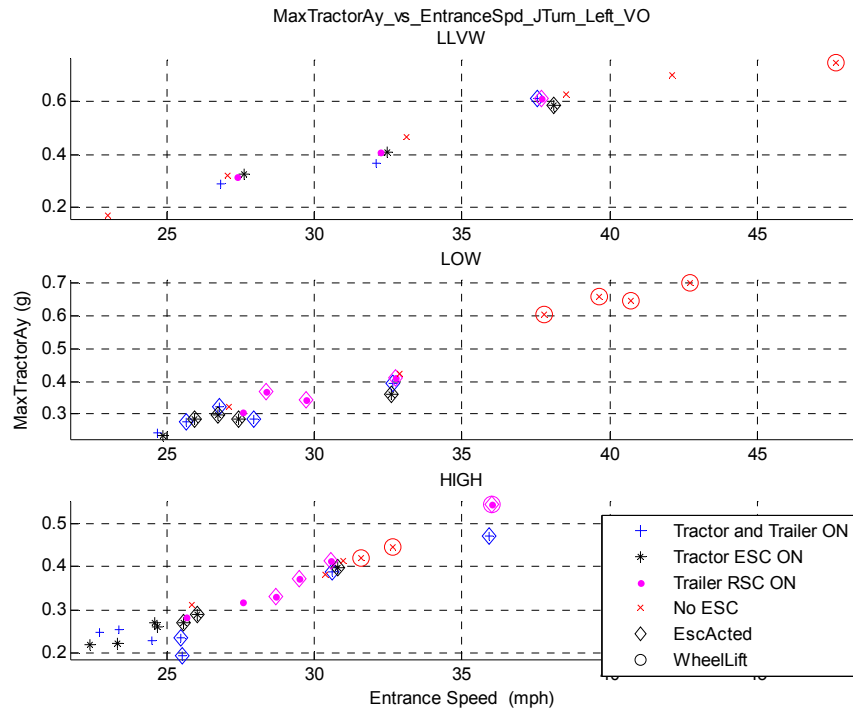 MaxTractorAy_vs_EntranceSpd_JTurn_Left_VO
LLVW
0.6
0.4
0.2
25 30 35 40 45
LOW
MaxTractorAy (g)
0.7
0.6
0.5
0.4
0.3
25 30 35 40 45
HIGH
0.5
0.4
0.3
0.2
25 30 35
Entrance Speed (mph)
Tractor and Trailer ON
Tractor ESC ON
Trailer RSC ON
No ESC
EscActed
WheelLift